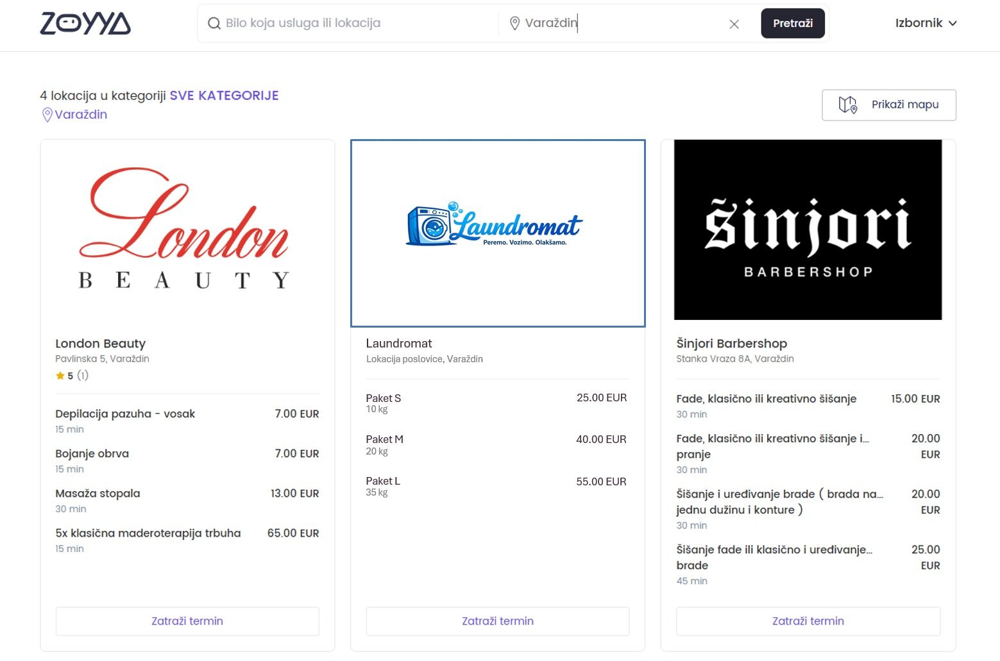 ZOYYA
Bilo koja usluga ili lokacija
Varaždin
Pretraži
Izbornik
4 lokacija u kategoriji SVE KATEGORIJE
Varaždin
Prikaži mapu
London
BEAUTY
London Beauty
Pavlinska 5, Varaždin
5 (1)
Depilacija pazuha - vosak 7.00 EUR
15 min
Bojanje obrva 7.00 EUR
15 min
Masaža stopala 13.00 EUR
30 min
5x klasična maderoterapija trbuha 65.00 EUR
15 min
Zatraži termin
Laundromat
Peremo. Vozimo. Olakšamo.
Laundromat
Lokacija poslovice, Varaždin
Paket S 25.00 EUR
10 kg
Paket M 40.00 EUR
20 kg
Paket L 55.00 EUR
35 kg
Zatraži termin
šinjori
BARBERSHOP
Šinjori Barbershop
Stanka Vraza 8A, Varaždin
Fade, klasično ili kreativno šišanje 15.00 EUR
30 min
Fade, klasično ili kreativno šišanje i... 20.00
pranje EUR
30 min
Šišanje i uređivanje brade ( brada na... 20.00
jednu dužinu i konture ) EUR
30 min
Šišanje fade ili klasično i uređivanje... 25.00
brade EUR
45 min
Zatraži termin